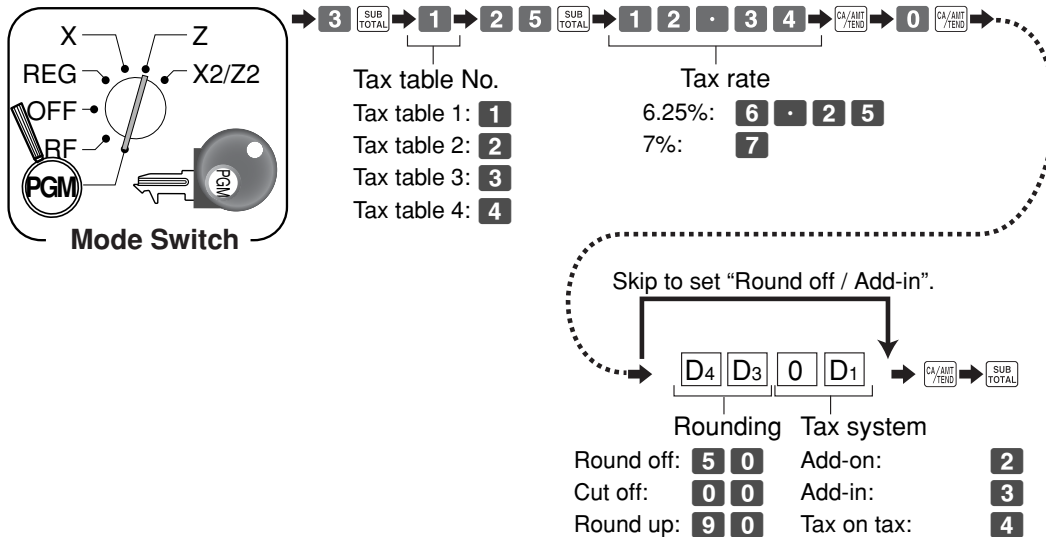 3 SUB TOTAL 1 2 5 SUB TOTAL 1 2 · 3 4 CA/AMT /TEND 0 CA/AMT /TEND
X Z
REG X2/Z2
OFF
RF
PGM PGM
Mode Switch
Tax table No.
Tax table 1: 1
Tax table 2: 2
Tax table 3: 3
Tax table 4: 4
Tax rate
6.25%: 6 · 2 5
7%: 7
Skip to set “Round off / Add-in”.
D4 D3 0 D1 CA/AMT /TEND SUB TOTAL
Rounding Tax system
Round off: 5 0 Add-on: 2
Cut off: 0 0 Add-in: 3
Round up: 9 0 Tax on tax: 4